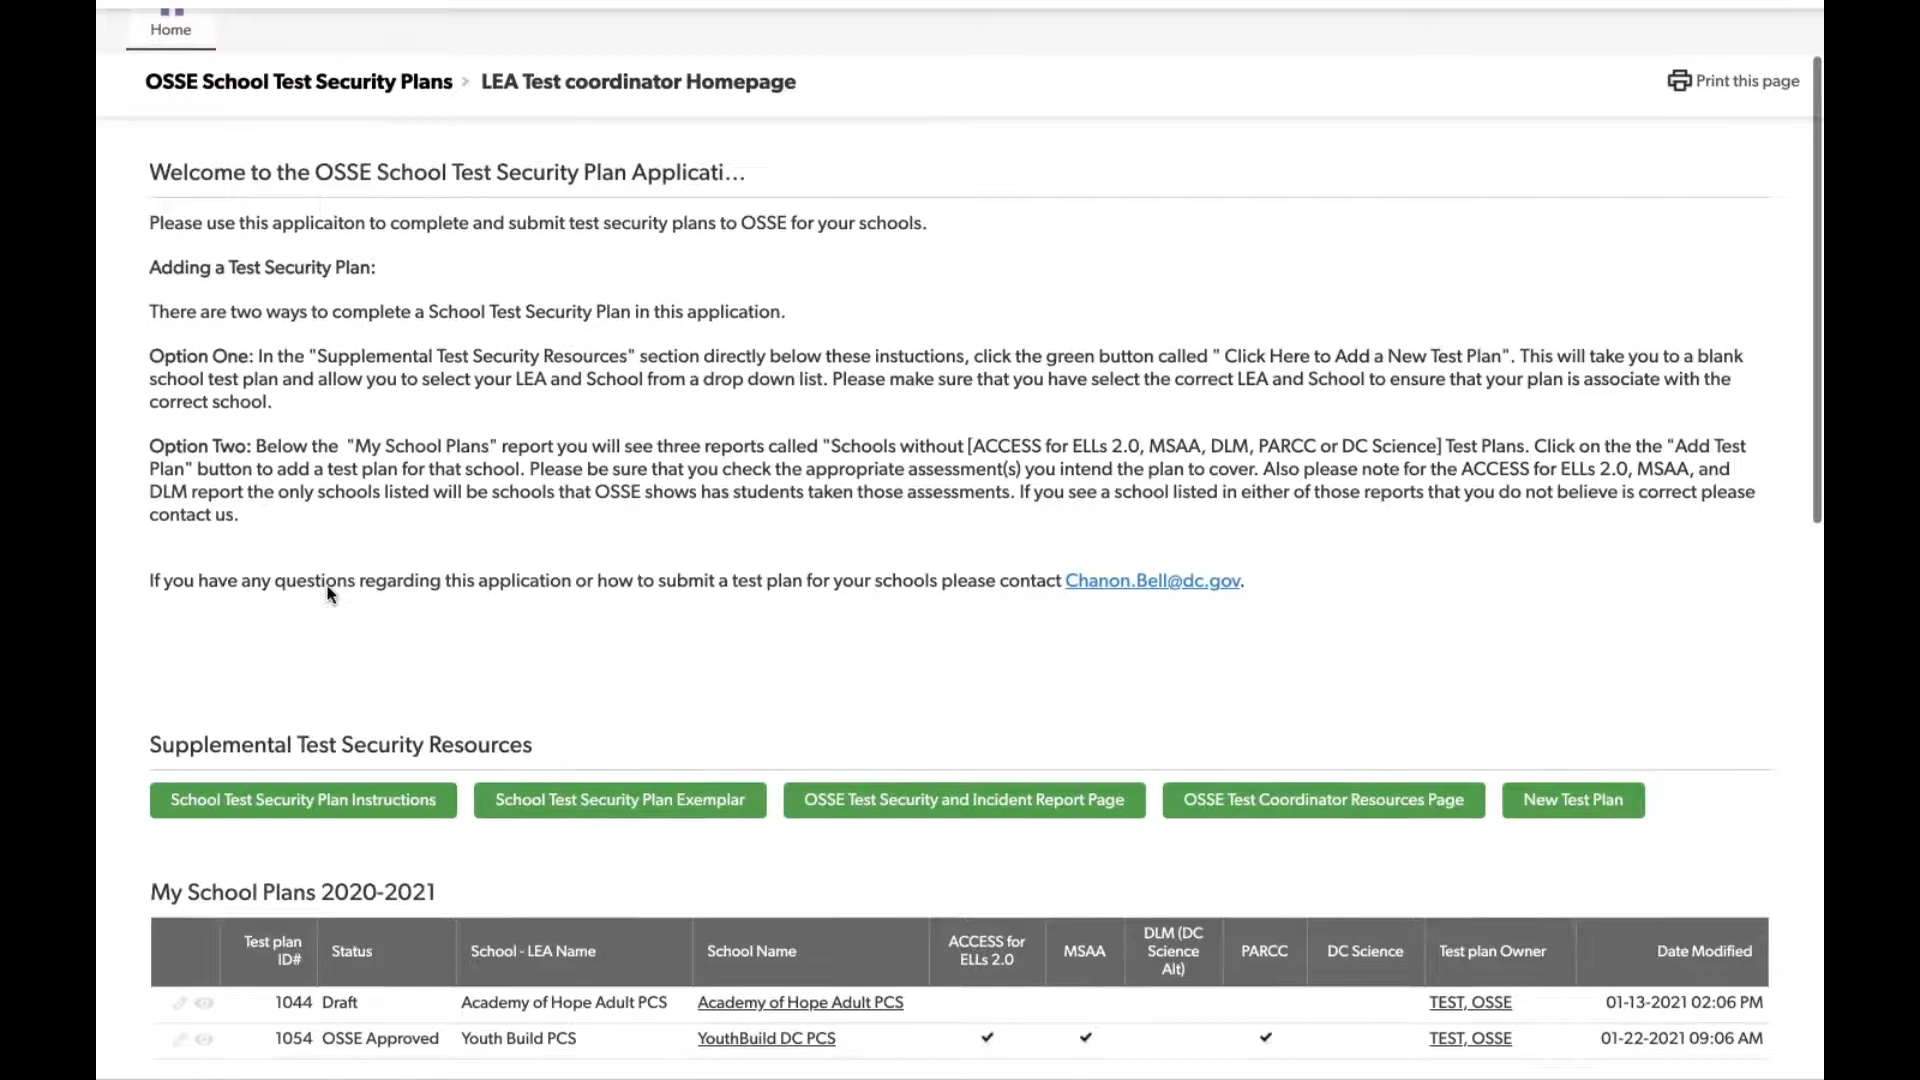 Home
OSSE School Test Security Plans > LEA Test coordinator Homepage
Print this page
Welcome to the OSSE School Test Security Plan Applicati...
Please use this applicaiton to complete and submit test security plans to OSSE for your schools.
Adding a Test Security Plan:
There are two ways to complete a School Test Security Plan in this application.
Option One: In the "Supplemental Test Security Resources" section directly below these instuctions, click the green button called " Click Here to Add a New Test Plan". This will take you to a blank
school test plan and allow you to select your LEA and School from a drop down list. Please make sure that you have select the correct LEA and School to ensure that your plan is associate with the
correct school.
Option Two: Below the "My School Plans" report you will see three reports called "Schools without [ACCESS for ELLs 2.0, MSAA, DLM, PARCC or DC Science] Test Plans. Click on the the "Add Test
Plan" button to add a test plan for that school. Please be sure that you check the appropriate assessment(s) you intend the plan to cover. Also please note for the ACCESS for ELLs 2.0, MSAA, and
DLM report the only schools listed will be schools that OSSE shows has students taken those assessments. If you see a school listed in either of those reports that you do not believe is correct please
contact us.
If you have any questions regarding this application or how to submit a test plan for your schools please contact Chanon.Bell@dc.gov.
Supplemental Test Security Resources
School Test Security Plan Instructions School Test Security Plan Exemplar OSSE Test Security and Incident Report Page OSSE Test Coordinator Resources Page New Test Plan
My School Plans 2020-2021
Test plan ID# Status School - LEA Name School Name ACCESS for ELLs 2.0 MSAA DLM (DC Science Alt) PARCC DC Science Test plan Owner Date Modified
1044 Draft Academy of Hope Adult PCS Academy of Hope Adult PCS TEST, OSSE 01-13-2021 02:06 PM
1054 OSSE Approved Youth Build PCS YouthBuild DC PCS ✓ ✓ ✓ TEST, OSSE 01-22-2021 09:06 AM